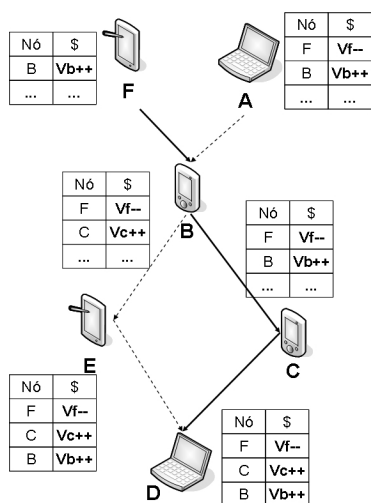 Nó $
B Vb++
... ...
F
Nó $
F Vf--
B Vb++
... ...
A
Nó $
F Vf--
C Vc++
... ...
B
Nó $
F Vf--
B Vb++
... ...
E
C
Nó $
F Vf--
C Vc++
B Vb++
Nó $
F Vf--
C Vc++
B Vb++
D